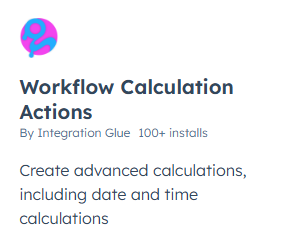 Workflow Calculation
Actions
By Integration Glue 100+ installs
Create advanced calculations,
including date and time
calculations